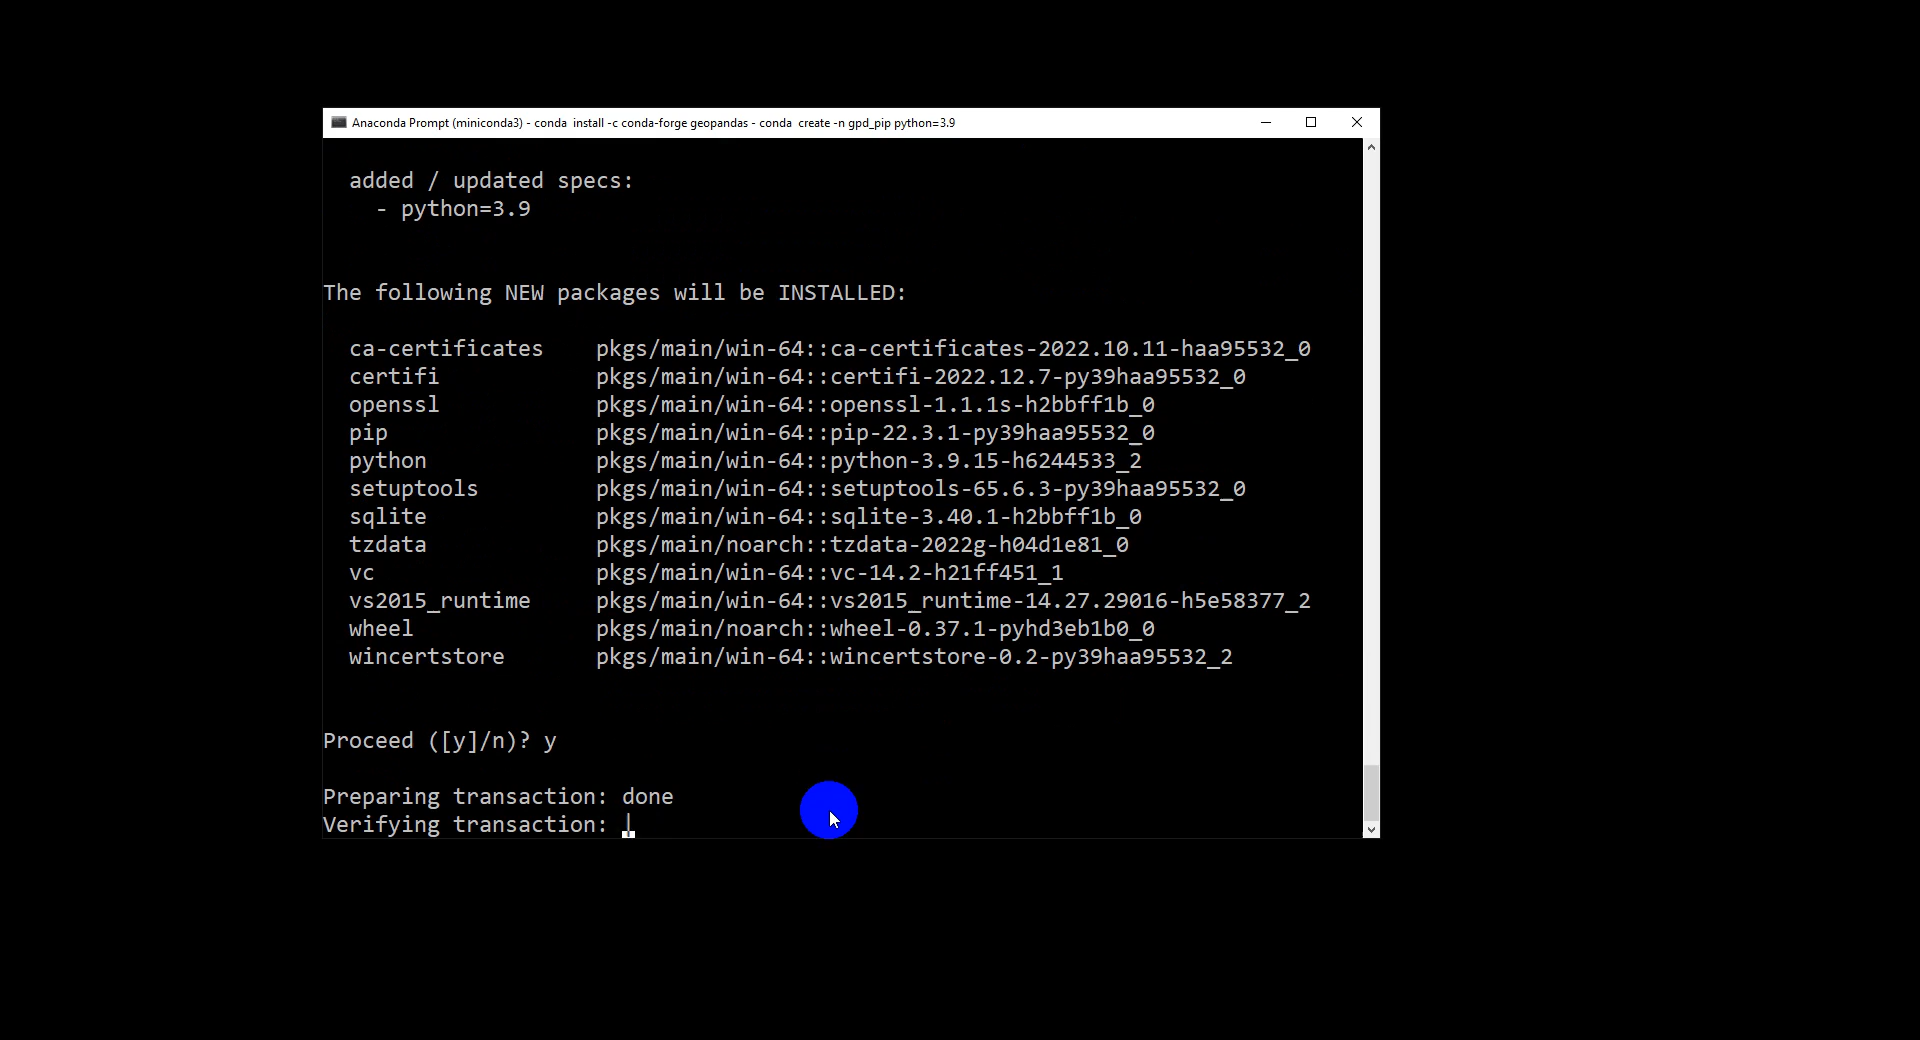 Anaconda Prompt (miniconda3) - conda  install -c conda-forge geopandas - conda  create -n gpd_pip python=3.9
added / updated specs:
- python=3.9
The following NEW packages will be INSTALLED:
ca-certificates    pkgs/main/win-64::ca-certificates-2022.10.11-haa95532_0
certifi            pkgs/main/win-64::certifi-2022.12.7-py39haa95532_0
openssl            pkgs/main/win-64::openssl-1.1.1s-h2bbff1b_0
pip                pkgs/main/win-64::pip-22.3.1-py39haa95532_0
python             pkgs/main/win-64::python-3.9.15-h6244533_2
setuptools         pkgs/main/win-64::setuptools-65.6.3-py39haa95532_0
sqlite             pkgs/main/win-64::sqlite-3.40.1-h2bbff1b_0
tzdata             pkgs/main/noarch::tzdata-2022g-h04d1e81_0
vc                 pkgs/main/win-64::vc-14.2-h21ff451_1
vs2015_runtime     pkgs/main/win-64::vs2015_runtime-14.27.29016-h5e58377_2
wheel              pkgs/main/noarch::wheel-0.37.1-pyhd3eb1b0_0
wincertstore       pkgs/main/win-64::wincertstore-0.2-py39haa95532_2
Proceed ([y]/n)? y
Preparing transaction: done
Verifying transaction: |